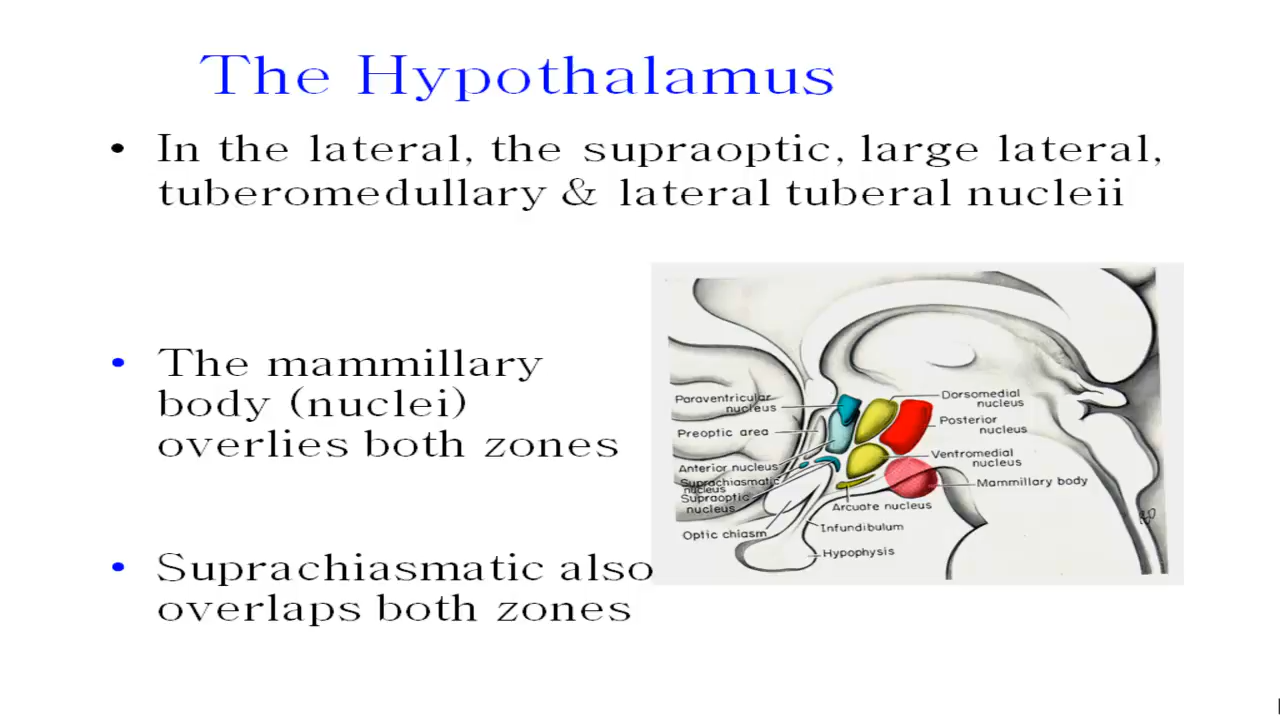 The Hypothalamus
• In the lateral, the supraoptic, large lateral,
tuberomedullary & lateral tuberal nucleii
• The mammillary
body (nuclei)
overlies both zones
• Suprachiasmatic also
overlaps both zones
Paraventricular
nucleus
Preoptic area
Anterior nucleus
Suprachiasmatic
nucleus
Supraoptic
nucleus
Optic chiasm
Dorsomedial
nucleus
Posterior
nucleus
Ventromedial
nucleus
Mammillary body
Arcuate nucleus
Infundibulum
Hypophysis